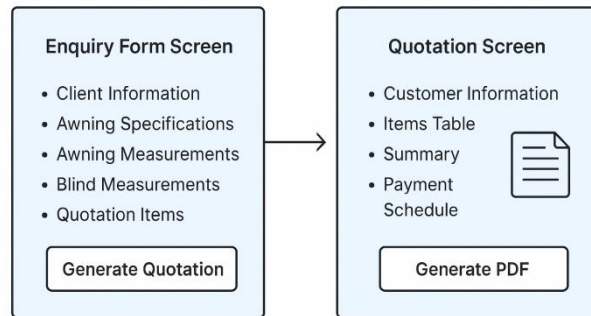 Enquiry Form Screen
• Client Information
• Awning Specifications
• Awning Measurements
• Blind Measurements
• Quotation Items
Generate Quotation
Quotation Screen
• Customer Information
• Items Table
• Summary
• Payment
Schedule
Generate PDF